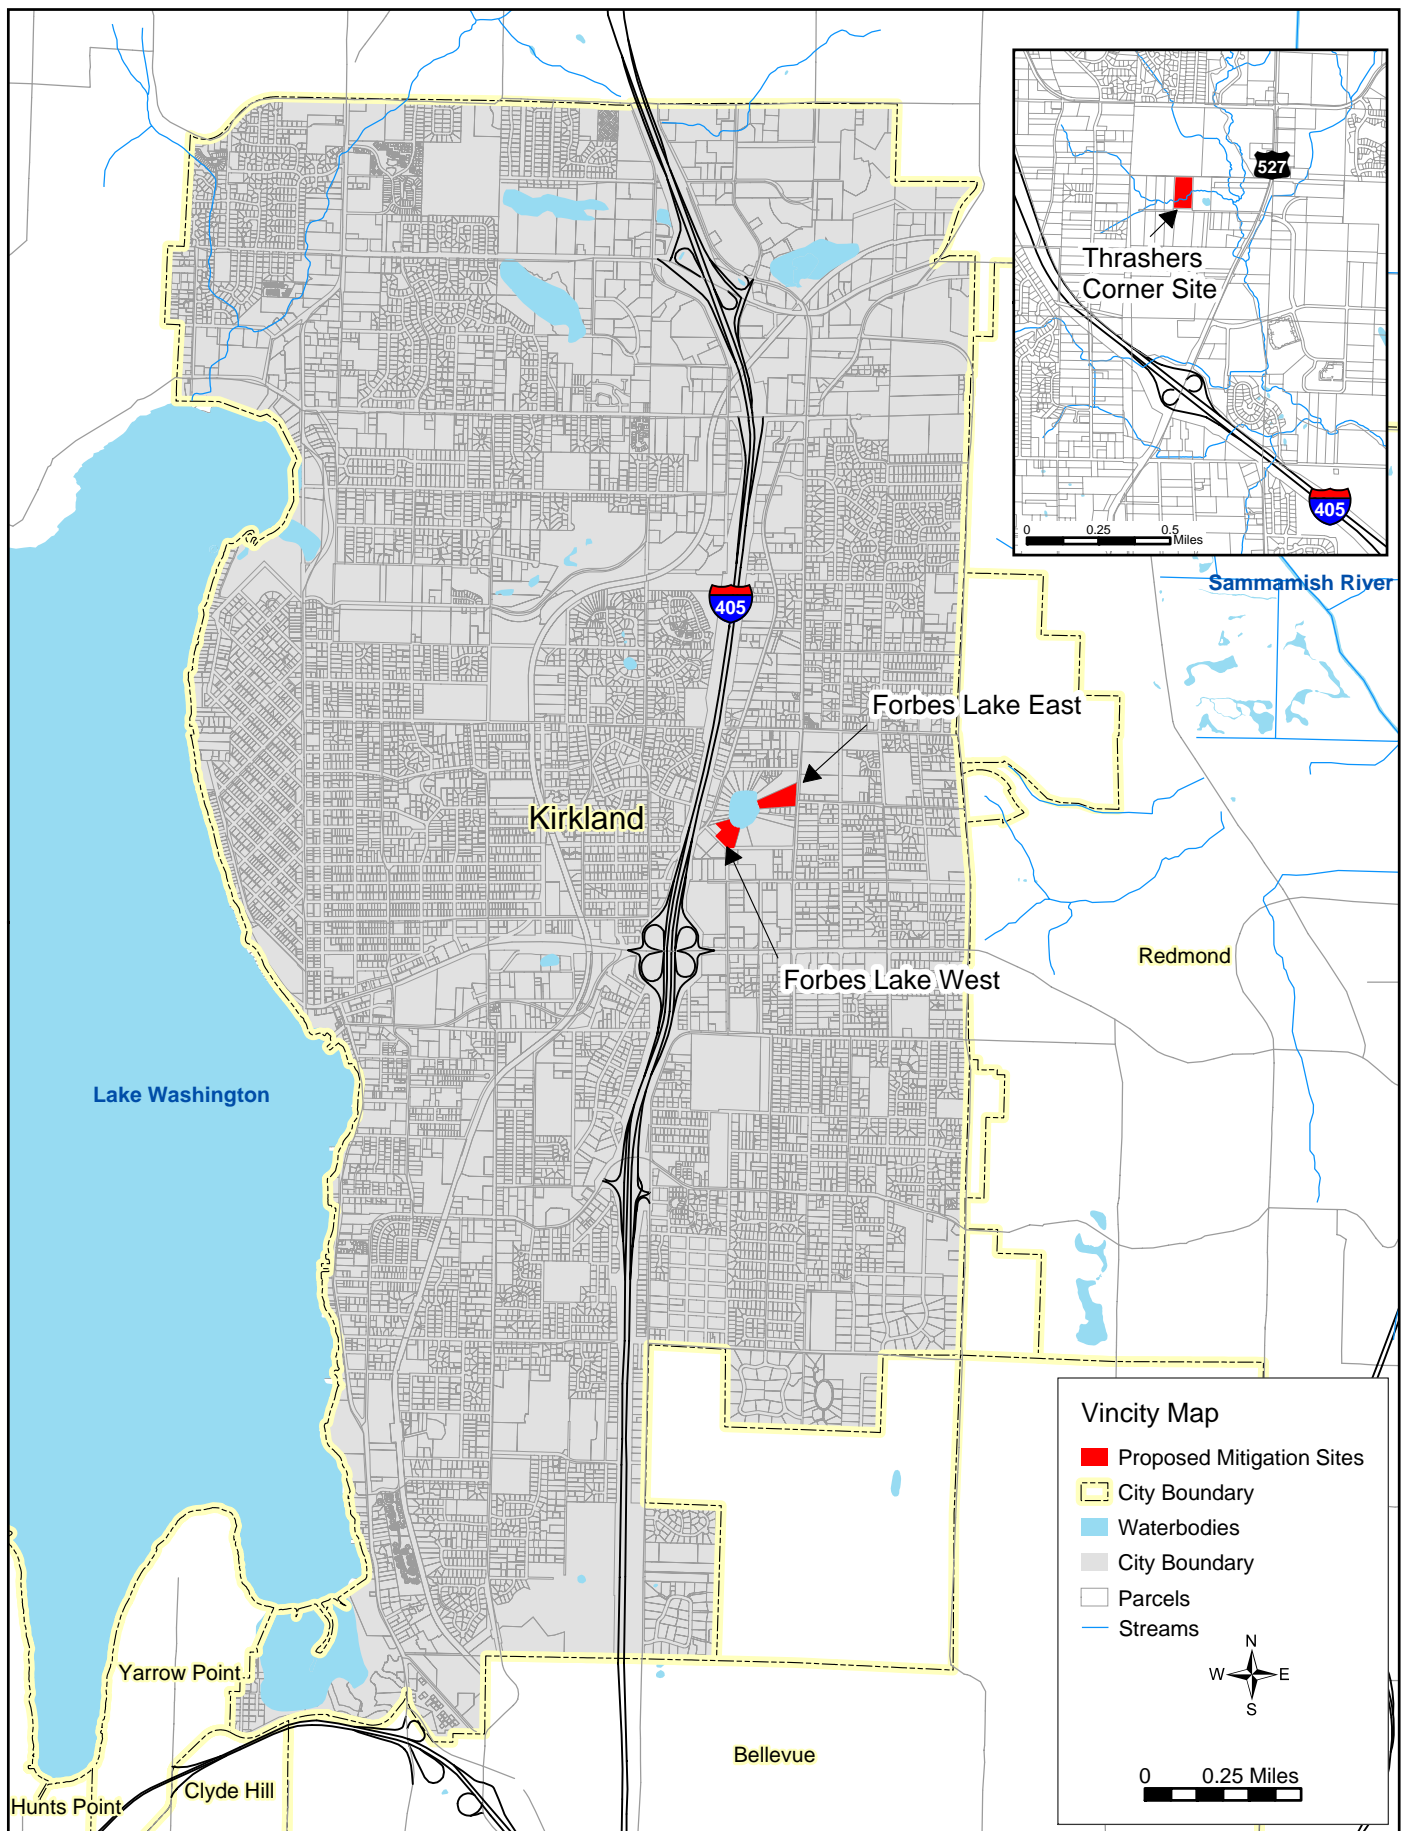 527
Thrashers
Corner Site
405
0 0.25 0.5
Miles
Sammamish River
405
Forbes Lake East
Kirkland
Redmond
Forbes Lake West
Lake Washington
Vincity Map
Proposed Mitigation Sites
City Boundary
Waterbodies
City Boundary
Parcels
Streams
N
W E
S
0 0.25 Miles
Yarrow Point
Bellevue
Clyde Hill
Hunts Point